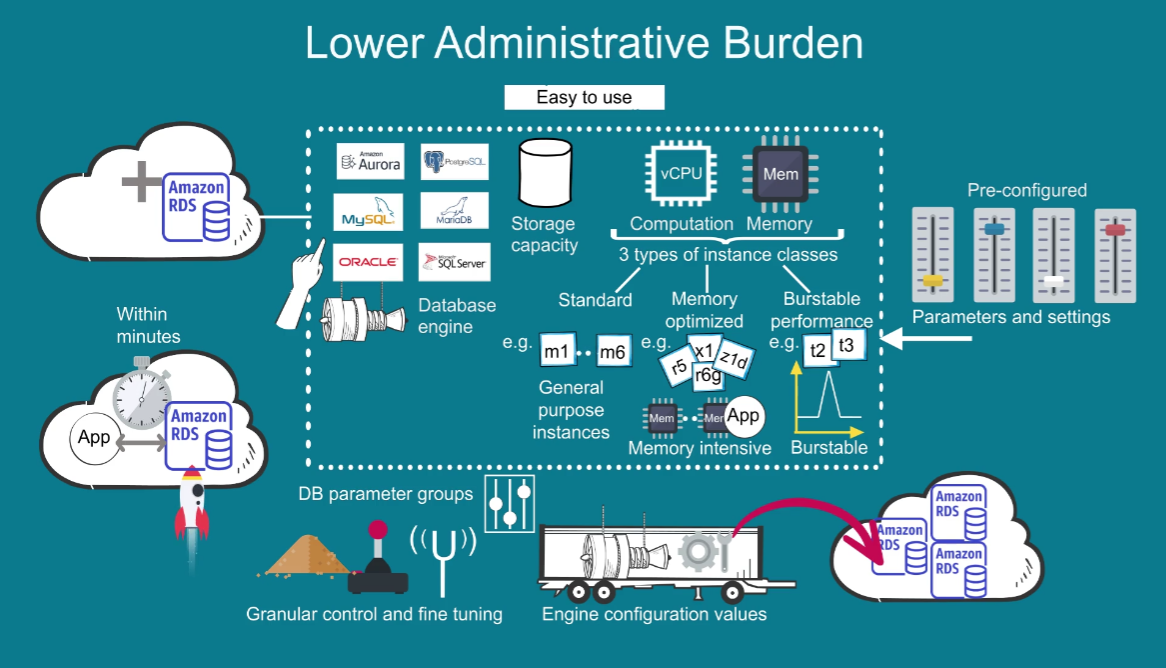 Lower Administrative Burden
Easy to use
Amazon
RDS
Amazon
Aurora
PostgreSQL
MySQL
MariaDB
ORACLE
Microsoft
SQL Server
Database
engine
Storage
capacity
vCPU
Mem
Computation
Memory
3 types of instance classes
Standard
Memory
optimized
Burstable
performance
e.g.
m1
m6
General
purpose
instances
e.g.
r5
x1
z1d
r6g
Mem
Mem
App
Memory intensive
e.g.
t2
t3
Burstable
Pre-configured
Parameters and settings
Within
minutes
App
Amazon
RDS
DB parameter groups
Granular control and fine tuning
Engine configuration values
Amazon
RDS
Amazon
RDS
Amazon
RDS